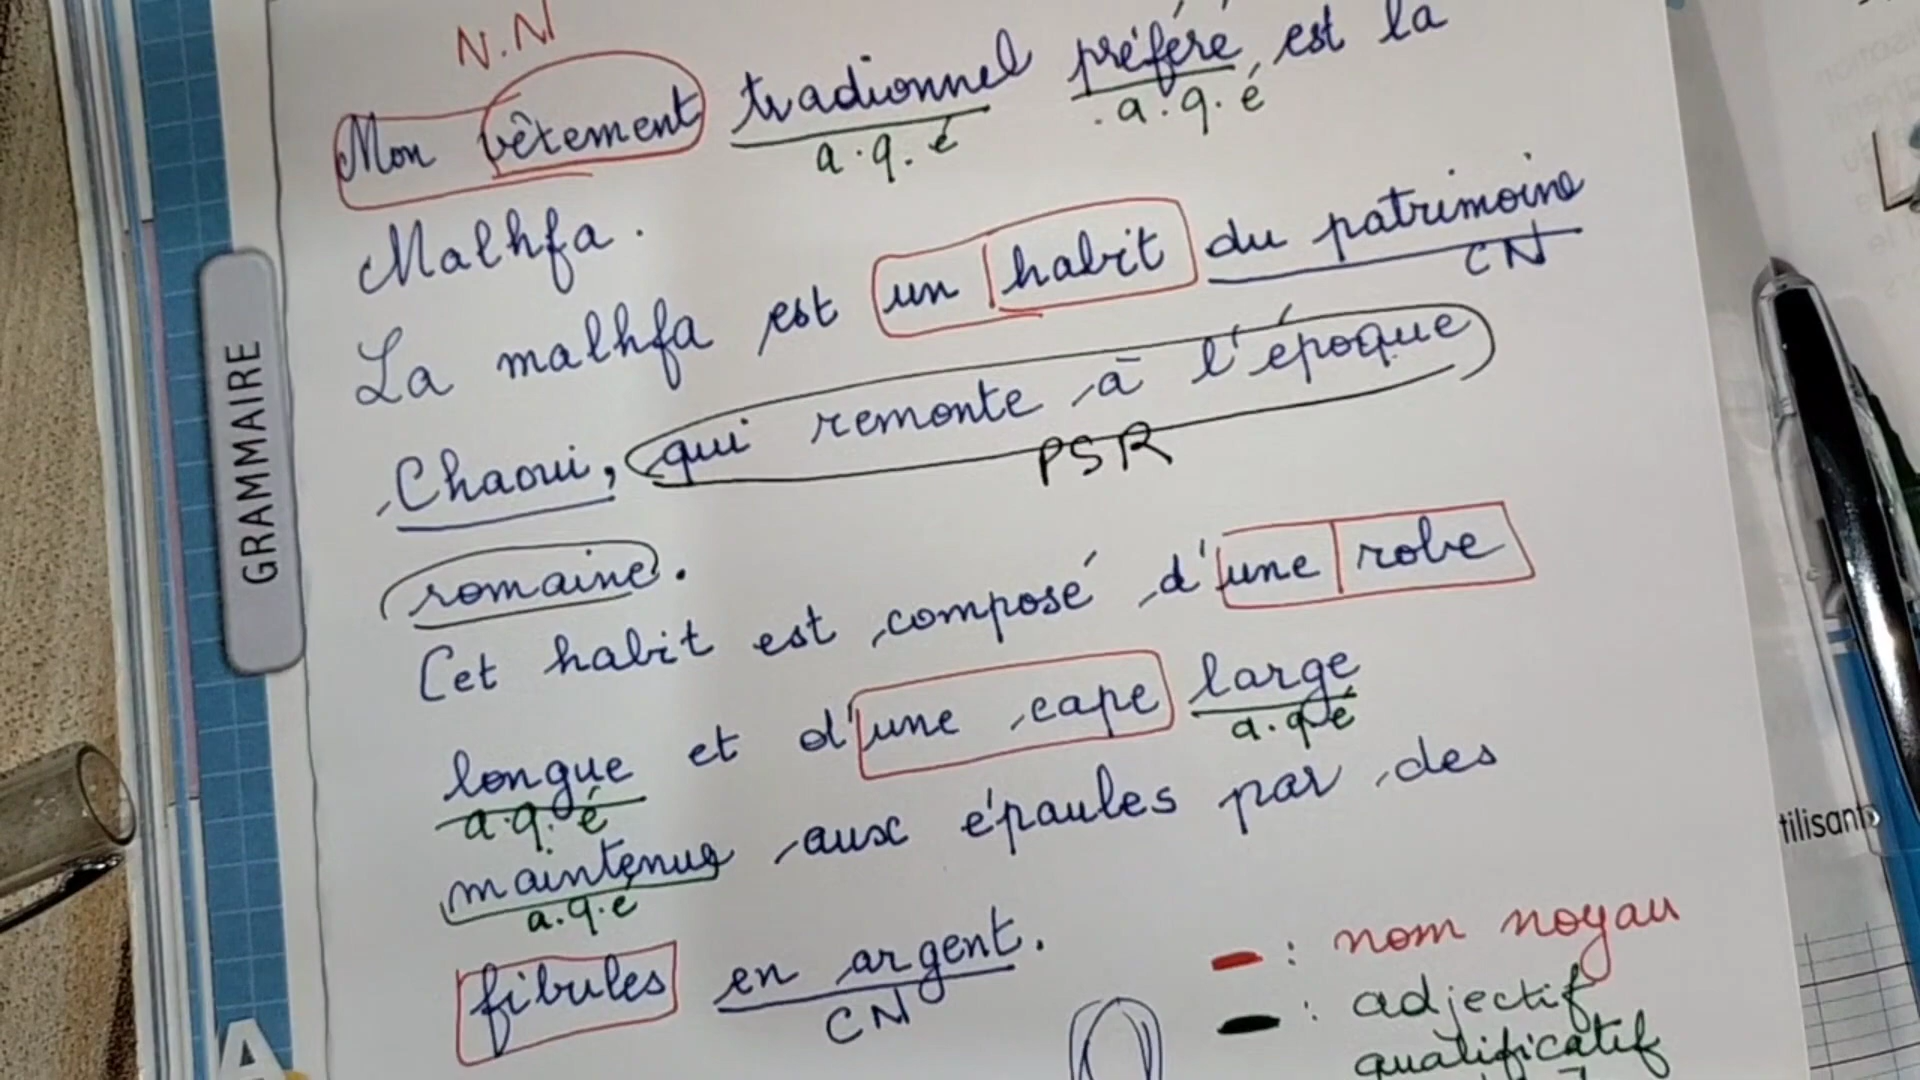 N.N
Mon vêtement tradionnel préféré est la
a.q.é
a.q.é
Malhfa.
La malhfa est un habit du patrimoine
CN
Chaoui, qui remonte à l'époque
PSR
romaine.
Cet habit est composé d'une robe
longue et d'une cape large
a.q.é
a.q.é
maintenue aux épaules par des
a.q.é
fibules en argent.
CN
: nom noyau
: adjectif
qualificatif
GRAMMAIRE
tilisant
A